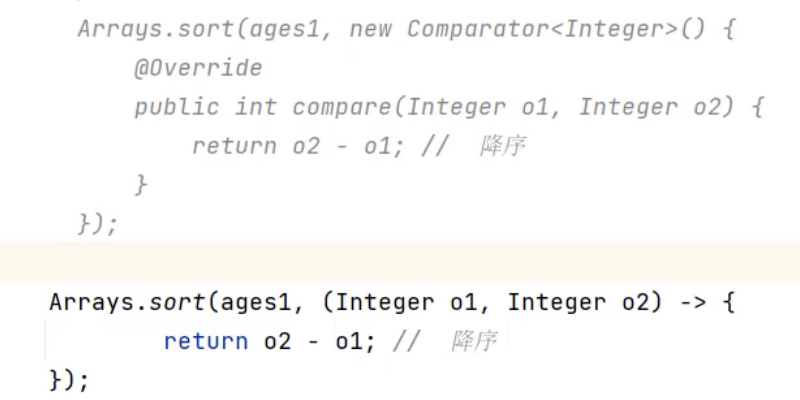 Arrays.sort(ages1, new Comparator<Integer>() {
@Override
public int compare(Integer o1, Integer o2) {
return o2 - o1; // 降序
}
});
Arrays.sort(ages1, (Integer o1, Integer o2) -> {
return o2 - o1; // 降序
});